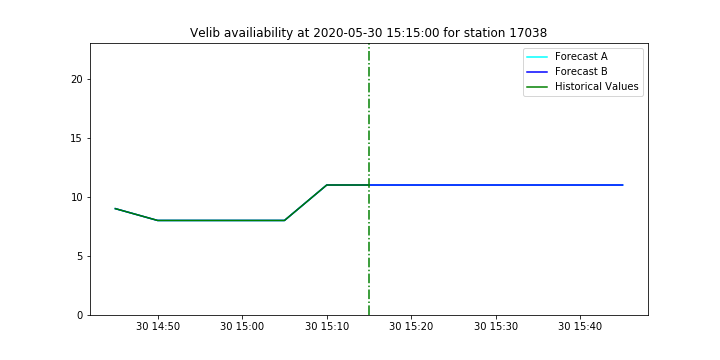 Velib availiability at 2020-05-30 15:15:00 for station 17038
Forecast A
Forecast B
Historical Values
20
15
10
5
0
30 14:50 30 15:00 30 15:10 30 15:20 30 15:30 30 15:40